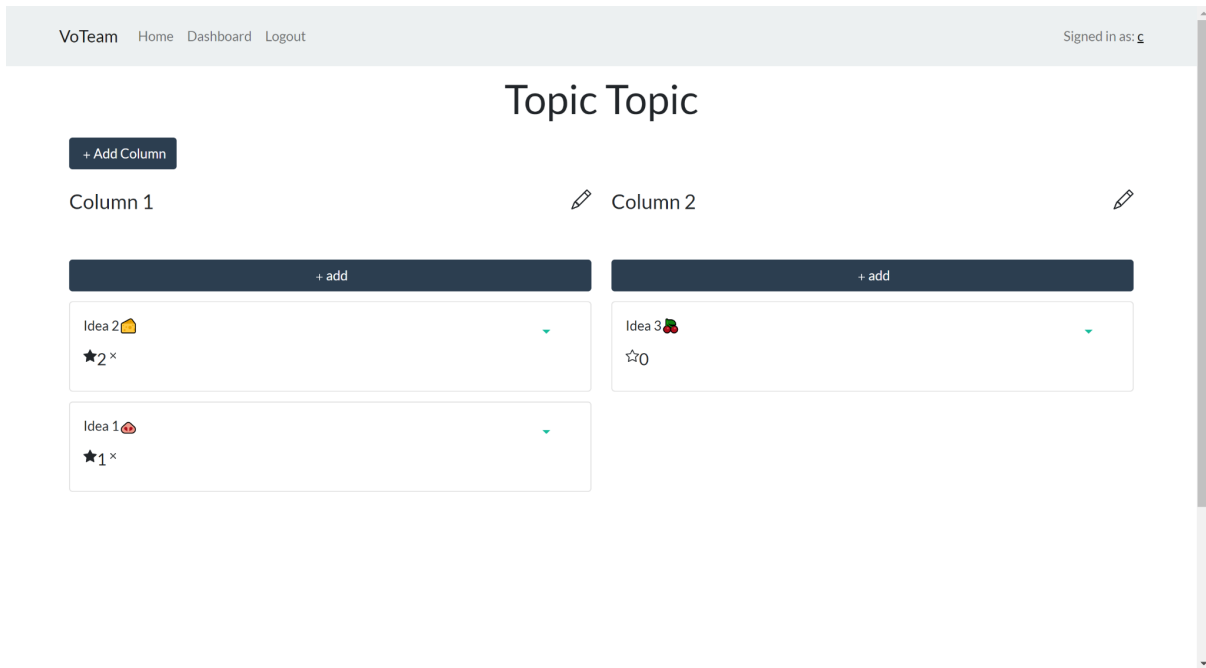 VoTeam Home Dashboard Logout Signed in as: c
Topic Topic
+ Add Column
Column 1
+ add
Idea 2🧀
★2 ×
Idea 1🐽
★1 ×
Column 2
+ add
Idea 3🍒
☆0